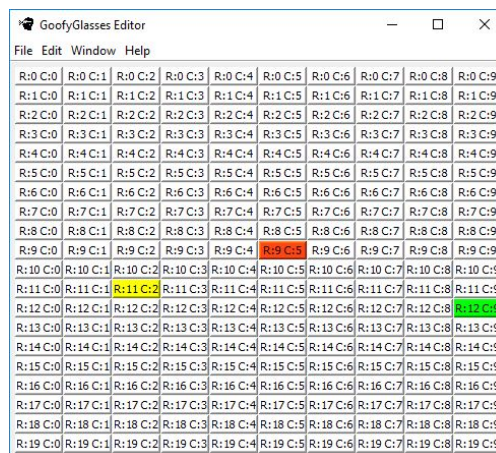 GoofyGlasses Editor
File Edit Window Help
R:0 C:0 R:0 C:1 R:0 C:2 R:0 C:3 R:0 C:4 R:0 C:5 R:0 C:6 R:0 C:7 R:0 C:8 R:0 C:9
R:1 C:0 R:1 C:1 R:1 C:2 R:1 C:3 R:1 C:4 R:1 C:5 R:1 C:6 R:1 C:7 R:1 C:8 R:1 C:9
R:2 C:0 R:2 C:1 R:2 C:2 R:2 C:3 R:2 C:4 R:2 C:5 R:2 C:6 R:2 C:7 R:2 C:8 R:2 C:9
R:3 C:0 R:3 C:1 R:3 C:2 R:3 C:3 R:3 C:4 R:3 C:5 R:3 C:6 R:3 C:7 R:3 C:8 R:3 C:9
R:4 C:0 R:4 C:1 R:4 C:2 R:4 C:3 R:4 C:4 R:4 C:5 R:4 C:6 R:4 C:7 R:4 C:8 R:4 C:9
R:5 C:0 R:5 C:1 R:5 C:2 R:5 C:3 R:5 C:4 R:5 C:5 R:5 C:6 R:5 C:7 R:5 C:8 R:5 C:9
R:6 C:0 R:6 C:1 R:6 C:2 R:6 C:3 R:6 C:4 R:6 C:5 R:6 C:6 R:6 C:7 R:6 C:8 R:6 C:9
R:7 C:0 R:7 C:1 R:7 C:2 R:7 C:3 R:7 C:4 R:7 C:5 R:7 C:6 R:7 C:7 R:7 C:8 R:7 C:9
R:8 C:0 R:8 C:1 R:8 C:2 R:8 C:3 R:8 C:4 R:8 C:5 R:8 C:6 R:8 C:7 R:8 C:8 R:8 C:9
R:9 C:0 R:9 C:1 R:9 C:2 R:9 C:3 R:9 C:4 R:9 C:5 R:9 C:6 R:9 C:7 R:9 C:8 R:9 C:9
R:10 C:0 R:10 C:1 R:10 C:2 R:10 C:3 R:10 C:4 R:10 C:5 R:10 C:6 R:10 C:7 R:10 C:8 R:10 C:9
R:11 C:0 R:11 C:1 R:11 C:2 R:11 C:3 R:11 C:4 R:11 C:5 R:11 C:6 R:11 C:7 R:11 C:8 R:11 C:9
R:12 C:0 R:12 C:1 R:12 C:2 R:12 C:3 R:12 C:4 R:12 C:5 R:12 C:6 R:12 C:7 R:12 C:8 R:12 C:9
R:13 C:0 R:13 C:1 R:13 C:2 R:13 C:3 R:13 C:4 R:13 C:5 R:13 C:6 R:13 C:7 R:13 C:8 R:13 C:9
R:14 C:0 R:14 C:1 R:14 C:2 R:14 C:3 R:14 C:4 R:14 C:5 R:14 C:6 R:14 C:7 R:14 C:8 R:14 C:9
R:15 C:0 R:15 C:1 R:15 C:2 R:15 C:3 R:15 C:4 R:15 C:5 R:15 C:6 R:15 C:7 R:15 C:8 R:15 C:9
R:16 C:0 R:16 C:1 R:16 C:2 R:16 C:3 R:16 C:4 R:16 C:5 R:16 C:6 R:16 C:7 R:16 C:8 R:16 C:9
R:17 C:0 R:17 C:1 R:17 C:2 R:17 C:3 R:17 C:4 R:17 C:5 R:17 C:6 R:17 C:7 R:17 C:8 R:17 C:9
R:18 C:0 R:18 C:1 R:18 C:2 R:18 C:3 R:18 C:4 R:18 C:5 R:18 C:6 R:18 C:7 R:18 C:8 R:18 C:9
R:19 C:0 R:19 C:1 R:19 C:2 R:19 C:3 R:19 C:4 R:19 C:5 R:19 C:6 R:19 C:7 R:19 C:8 R:19 C:9